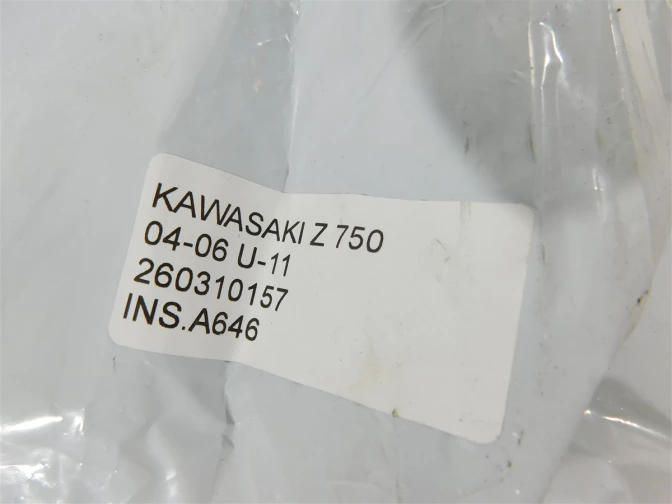 KAWASAKI Z 750
04-06 U-11
260310157
INS.A646